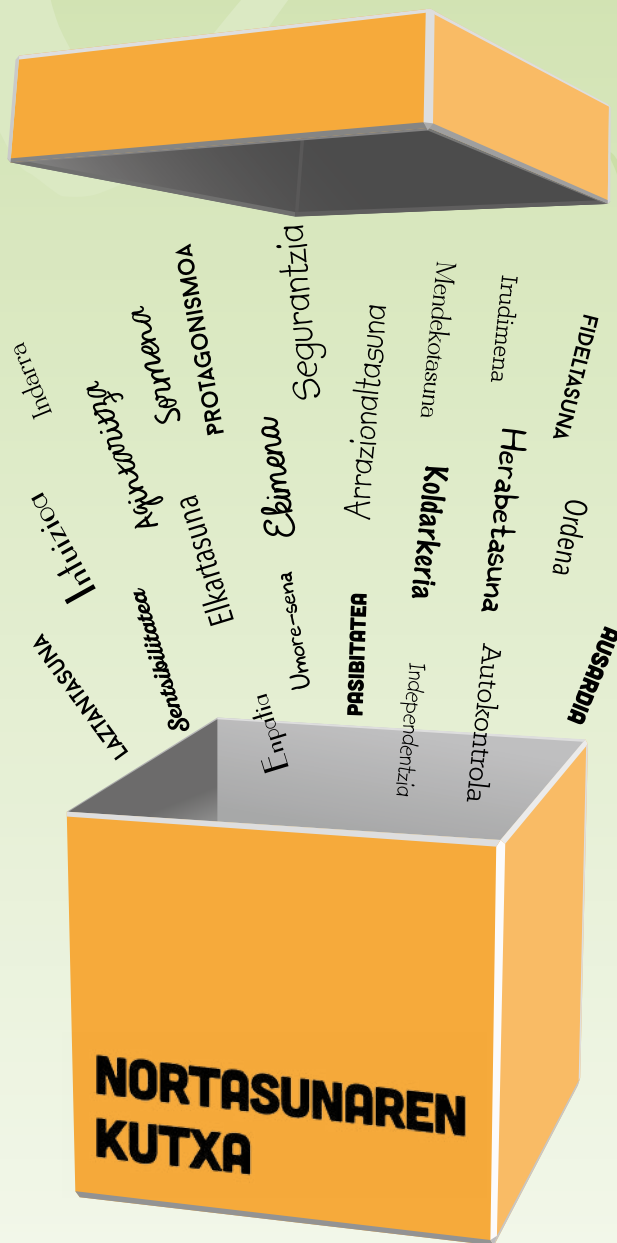 Indarra
Sormena
PROTAGONISMOA
Segurantzia
Mendekotasuna
Irudimena
FIDELTASUNA
Intuizioa
Agintaritza
Elkartasuna
Ekimena
Arrazionaltasuna
Koldarkeria
Herabetasuna
Ordena
LAZTANTASUNA
Sentsibilitatea
Enpatia
Umore-sena
PASIBITATEA
Independentzia
Autokontrola
AUSARDIA
NORTASUNAREN
KUTXA